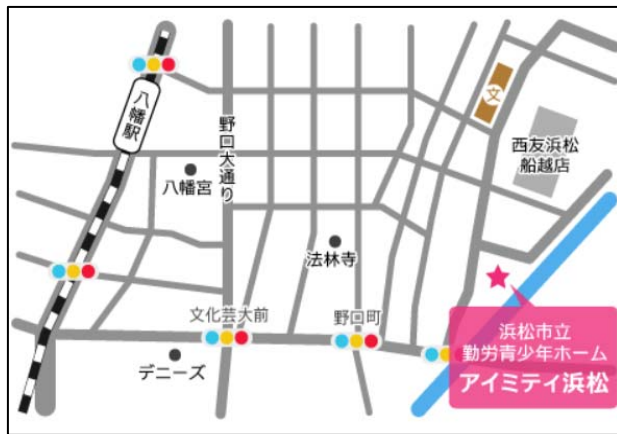 八幡駅
野口大通り
文
西友浜松
船越店
八幡宮
法林寺
文化芸大前
野口町
デニーズ
浜松市立
勤労青少年ホーム
アイミティ浜松